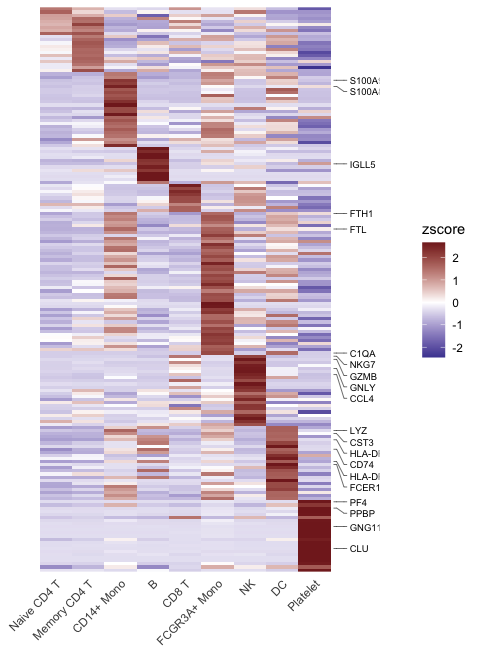 S100A
S100A
IGLL5
FTH1
FTL
C1QA
NKG7
GZMB
GNLY
CCL4
LYZ
CST3
HLA-D
CD74
HLA-D
FCER1
PF4
PPBP
GNG11
CLU
zscore
2
1
0
-1
-2
Naive CD4 T
Memory CD4 T
CD14+ Mono
B
CD8 T
FCGR3A+ Mono
NK
DC
Platelet